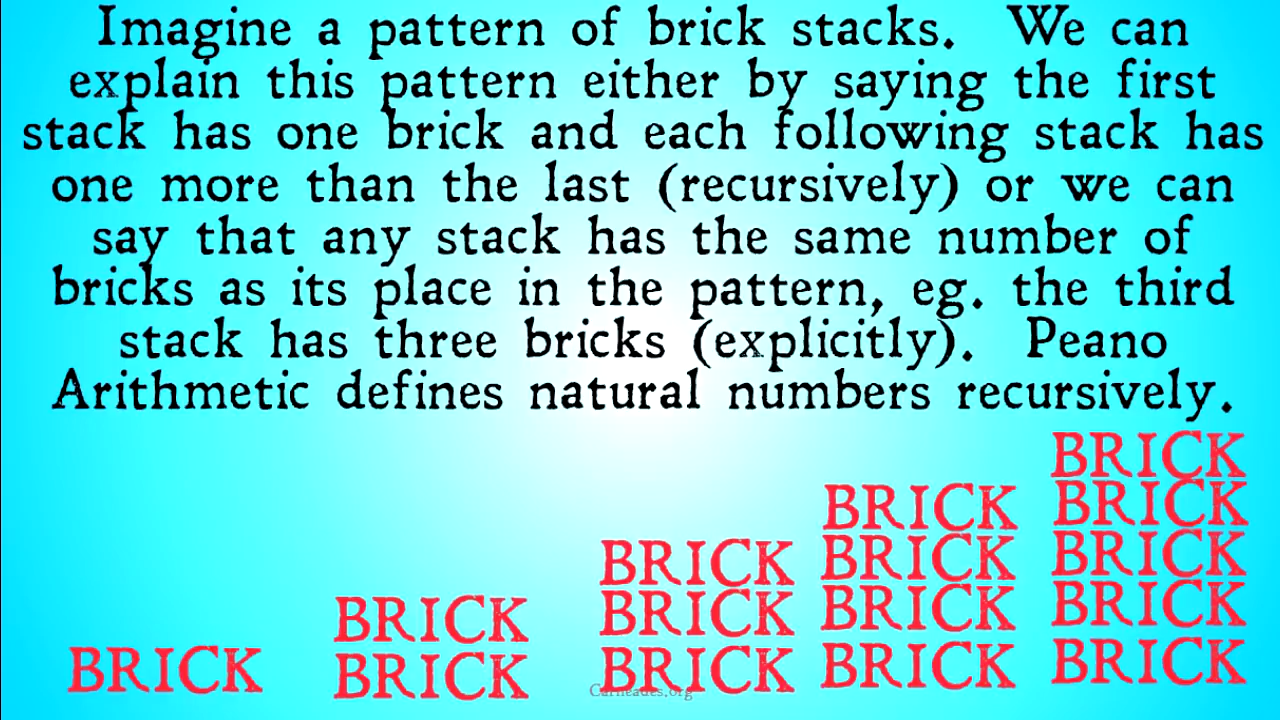 Imagine a pattern of brick stacks. We can
explain this pattern either by saying the first
stack has one brick and each following stack has
one more than the last (recursively) or we can
say that any stack has the same number of
bricks as its place in the pattern, eg. the third
stack has three bricks (explicitly). Peano
Arithmetic defines natural numbers recursively.
BRICK
BRICK BRICK
BRICK BRICK BRICK
BRICK BRICK BRICK BRICK
BRICK BRICK BRICK BRICK BRICK
Carneades.org